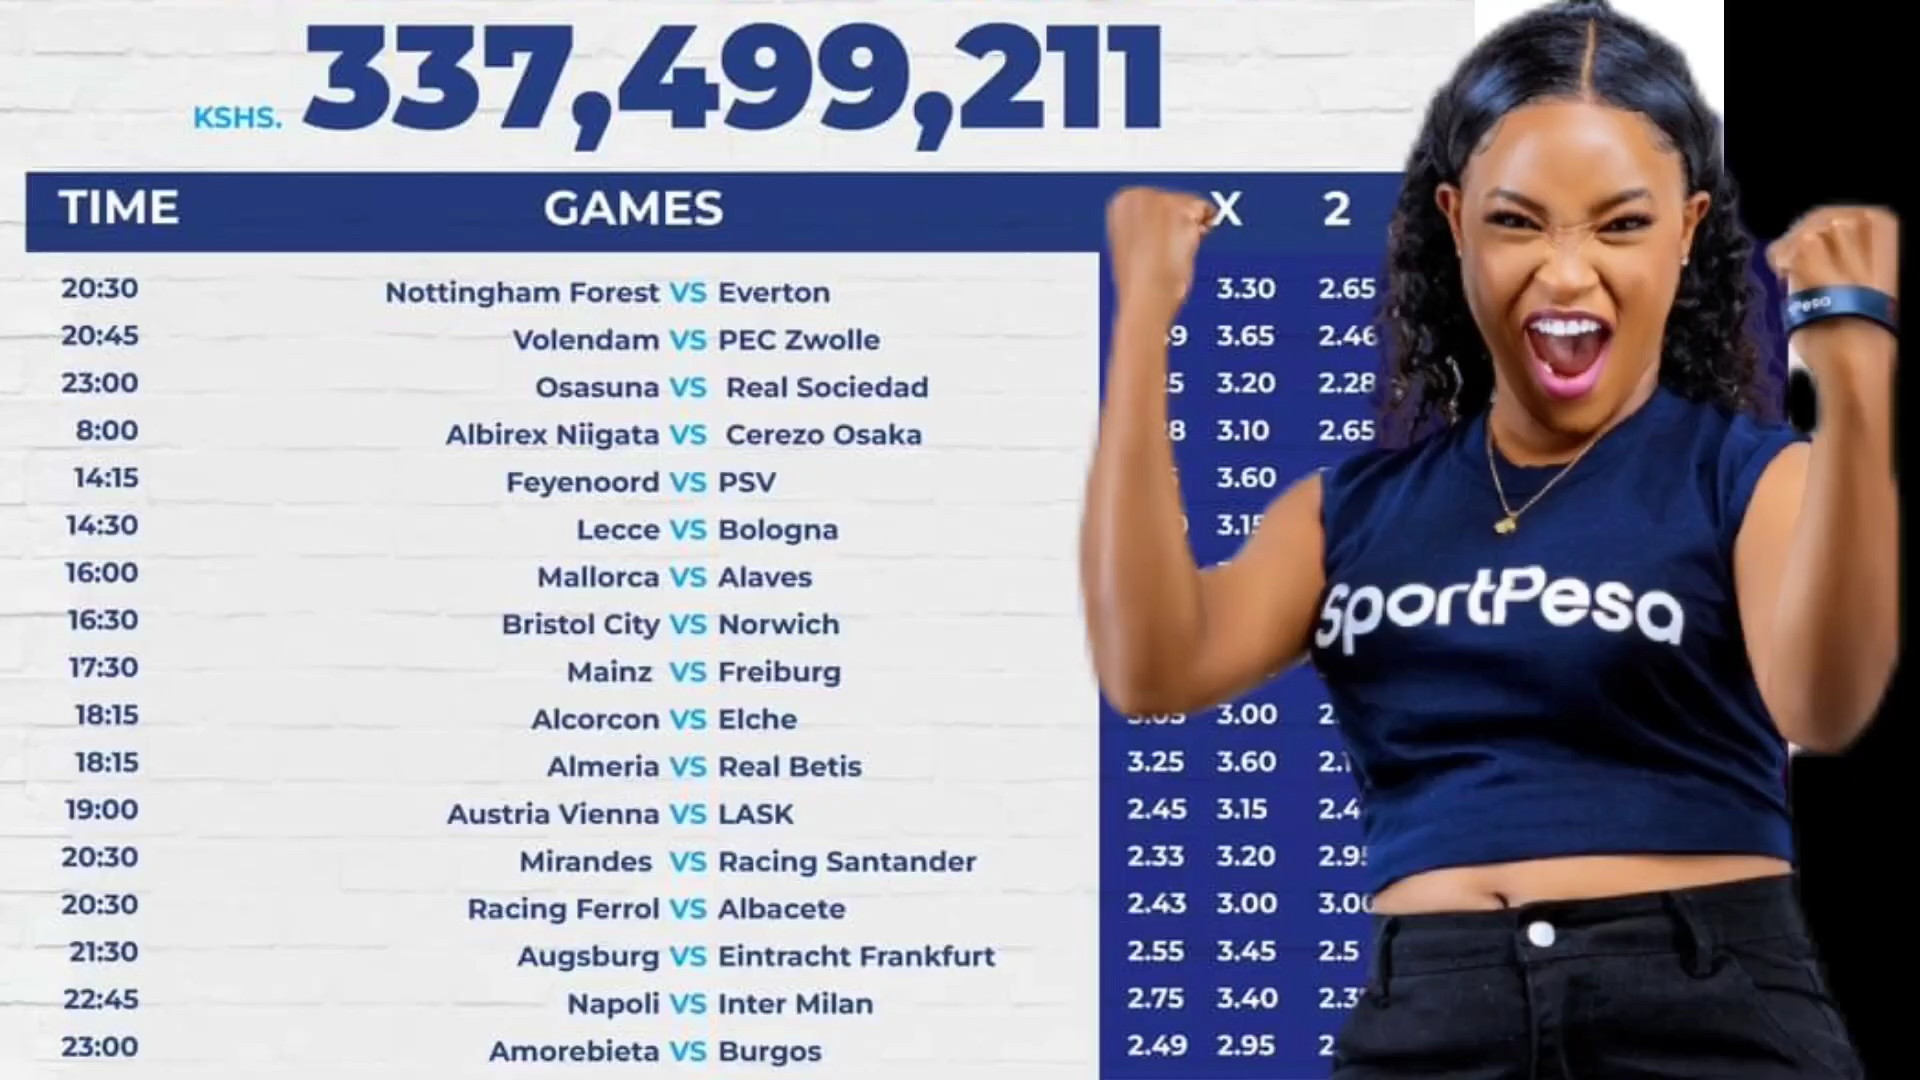 KSHS. 337,499,211
TIME GAMES X 2
20:30 Nottingham Forest VS Everton 3.30 2.65
20:45 Volendam VS PEC Zwolle 3.65 2.46
23:00 Osasuna VS Real Sociedad 3.20 2.28
8:00 Albirex Niigata VS Cerezo Osaka 3.10 2.65
14:15 Feyenoord VS PSV 3.60
14:30 Lecce VS Bologna 3.15
16:00 Mallorca VS Alaves
16:30 Bristol City VS Norwich
17:30 Mainz VS Freiburg
18:15 Alcorcon VS Elche 3.00
18:15 Almeria VS Real Betis 3.25 3.60
19:00 Austria Vienna VS LASK 2.45 3.15
20:30 Mirandes VS Racing Santander 2.33 3.20
20:30 Racing Ferrol VS Albacete 2.43 3.00 3.00
21:30 Augsburg VS Eintracht Frankfurt 2.55 3.45
22:45 Napoli VS Inter Milan 2.75 3.40
23:00 Amorebieta VS Burgos 2.49 2.95
SportPesa